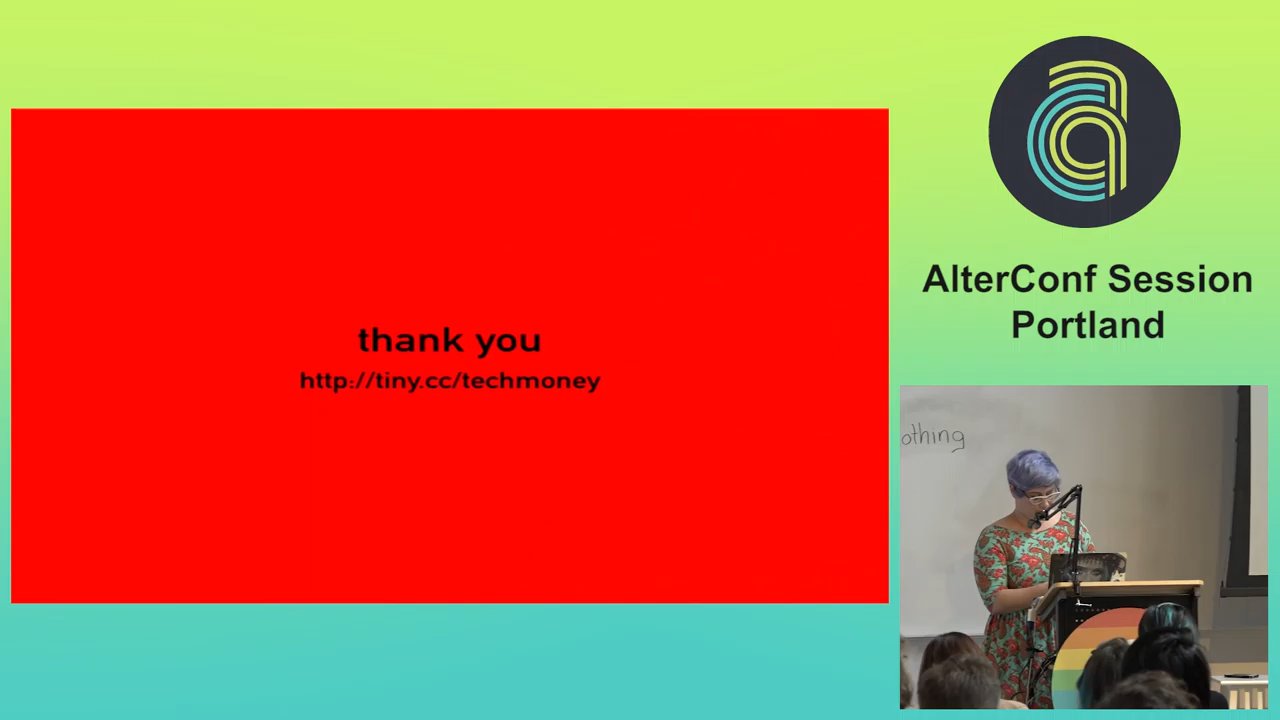 thank you
http://tiny.cc/techmoney
AlterConf Session
Portland
othing